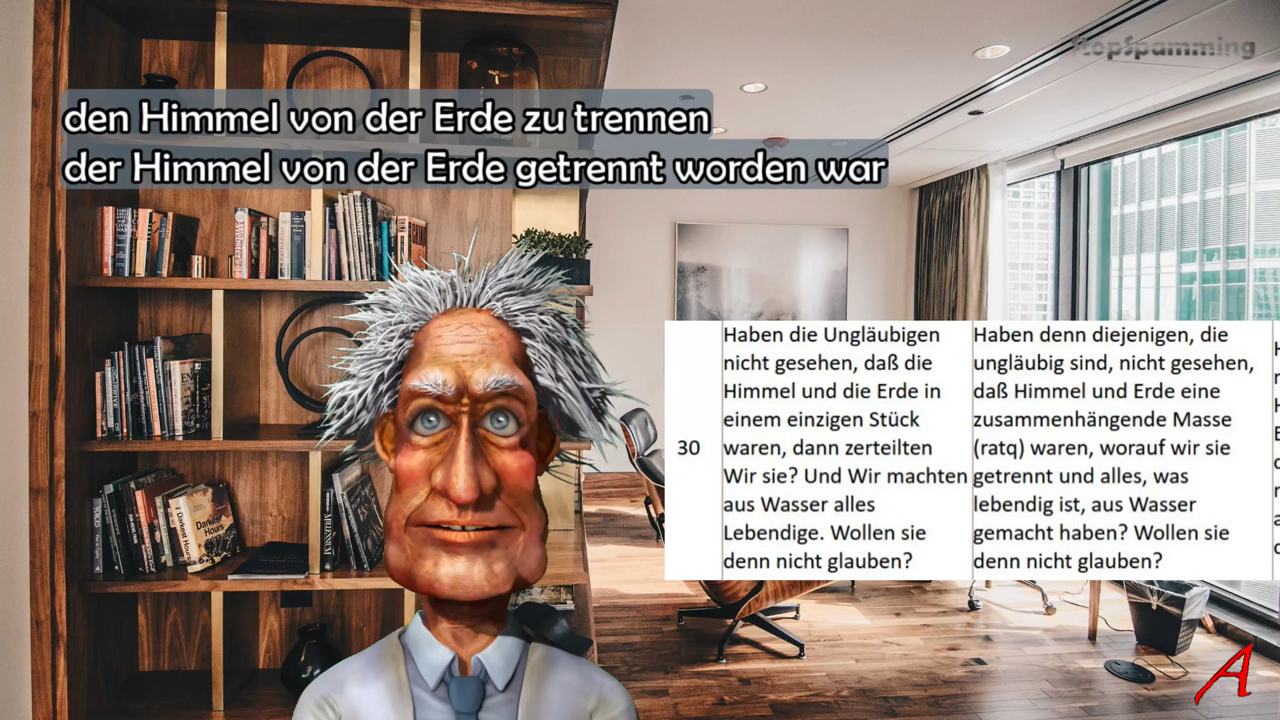 StopSpamming
den Himmel von der Erde zu trennen
der Himmel von der Erde getrennt worden war
30
Haben die Ungläubigen
nicht gesehen, daß die
Himmel und die Erde in
einem einzigen Stück
waren, dann zerteilten
Wir sie? Und Wir machten
aus Wasser alles
Lebendige. Wollen sie
denn nicht glauben?
Haben denn diejenigen, die
ungläubig sind, nicht gesehen,
daß Himmel und Erde eine
zusammenhängende Masse
(ratq) waren, worauf wir sie
getrennt und alles, was
lebendig ist, aus Wasser
gemacht haben? Wollen sie
denn nicht glauben?
Darkest
Hours
A